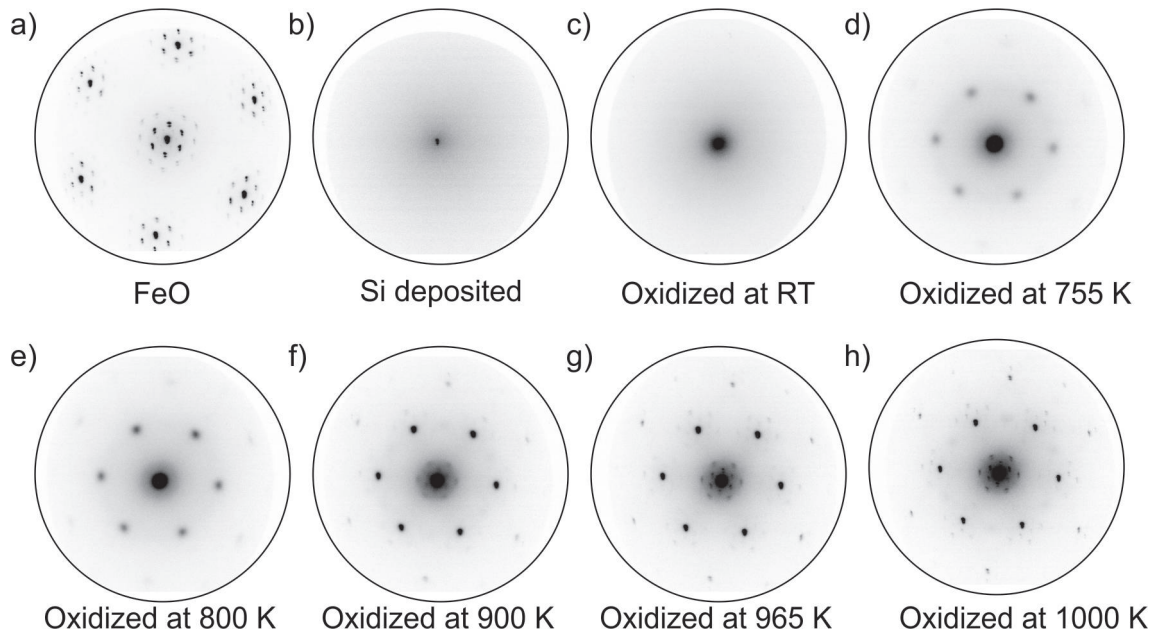 a)
b)
c)
d)
FeO
Si deposited
Oxidized at RT
Oxidized at 755 K
e)
f)
g)
h)
Oxidized at 800 K
Oxidized at 900 K
Oxidized at 965 K
Oxidized at 1000 K